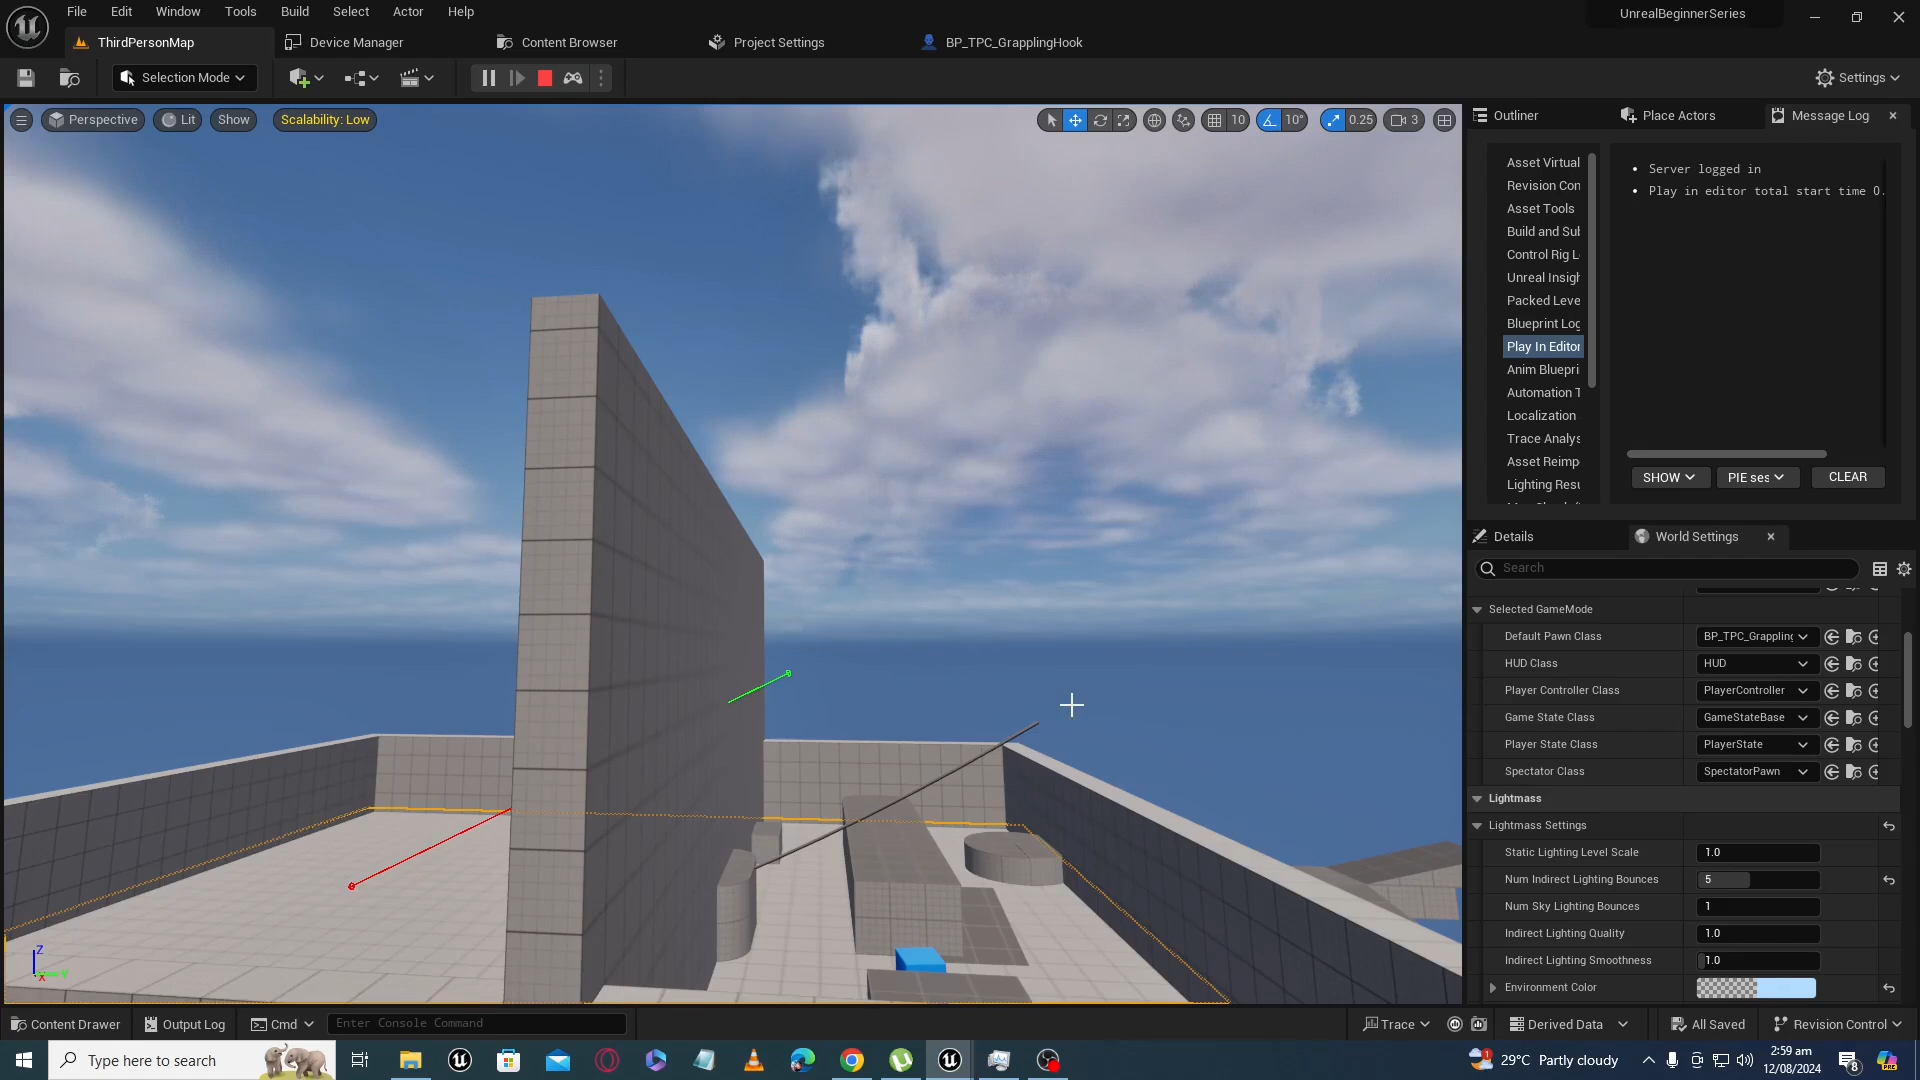 File Edit Window Tools Build Select Actor Help
UnrealBeginnerSeries
ThirdPersonMap Device Manager Content Browser Project Settings BP_TPC_GrapplingHook
Selection Mode
Settings
Perspective Lit Show Scalability: Low
10 10° 0.25 3
Outliner Place Actors Message Log
Asset Virtual
Revision Con
Asset Tools
Build and Sub
Control Rig L
Unreal Insigh
Packed Leve
Blueprint Log
Play In Editor
Anim Bluepri
Automation T
Localization
Trace Analys
Asset Reimp
Lighting Resu
Server logged in
Play in editor total start time 0.
SHOW PIE ses CLEAR
Details World Settings
Search
Selected GameMode
Default Pawn Class BP_TPC_Grappling
HUD Class HUD
Player Controller Class PlayerController
Game State Class GameStateBase
Player State Class PlayerState
Spectator Class SpectatorPawn
Lightmass
Lightmass Settings
Static Lighting Level Scale 1.0
Num Indirect Lighting Bounces 5
Num Sky Lighting Bounces 1
Indirect Lighting Quality 1.0
Indirect Lighting Smoothness 1.0
Environment Color
Z
Y
X
Content Drawer Output Log Cmd Enter Console Command
Trace Derived Data All Saved Revision Control
Type here to search
1 29°C Partly cloudy
2:59 am
12/08/2024
8
PRE